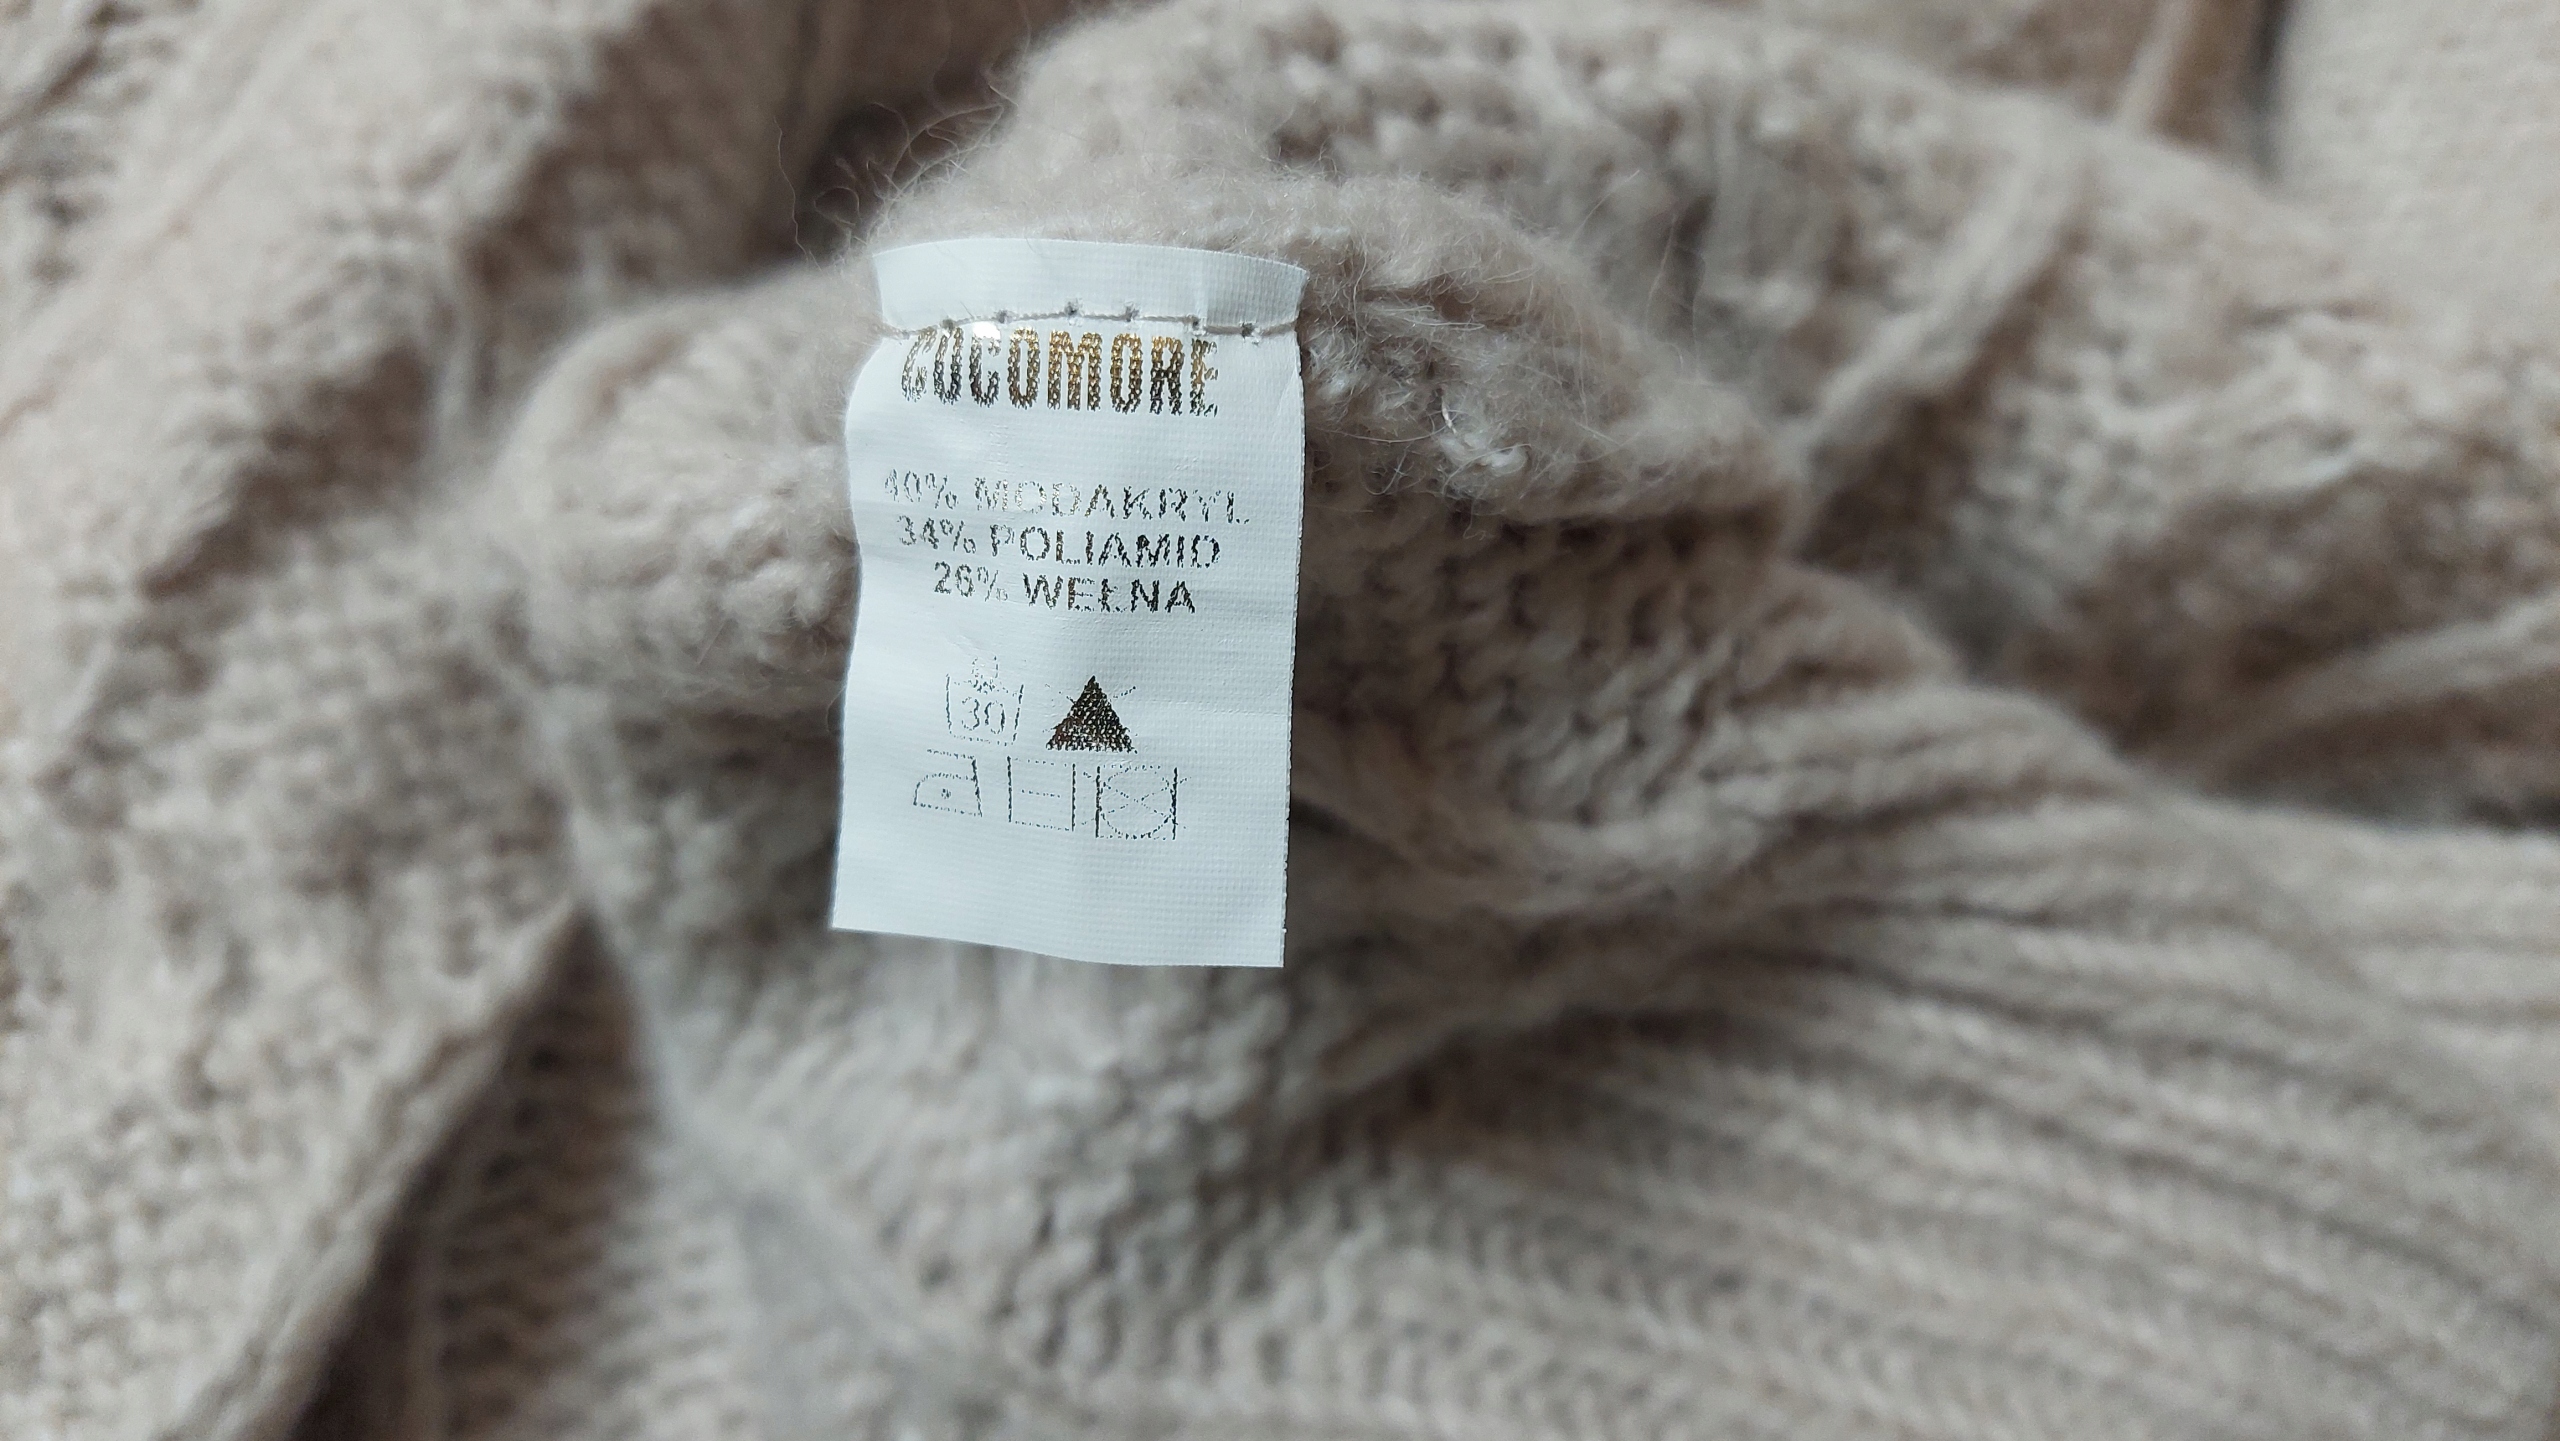 COCOMORE
40% MODAKRYL
34% POLIAMID
26% WEŁNA
30